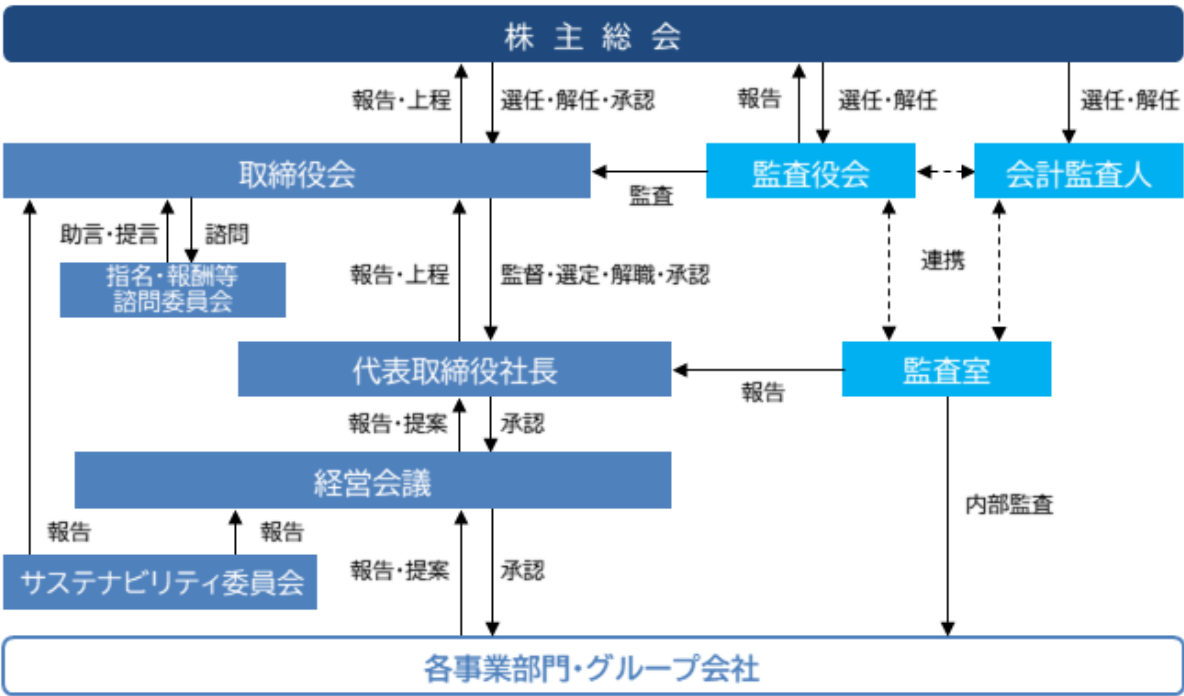 株主総会
報告・上程
選任・解任・承認
報告
選任・解任
選任・解任
取締役会
監査役会
会計監査人
監査
助言・提言
諮問
指名・報酬等
諮問委員会
報告・上程
監督・選定・解職・承認
連携
代表取締役社長
監査室
報告
報告・提案
承認
経営会議
内部監査
報告
報告
サステナビリティ委員会
報告・提案
承認
各事業部門・グループ会社